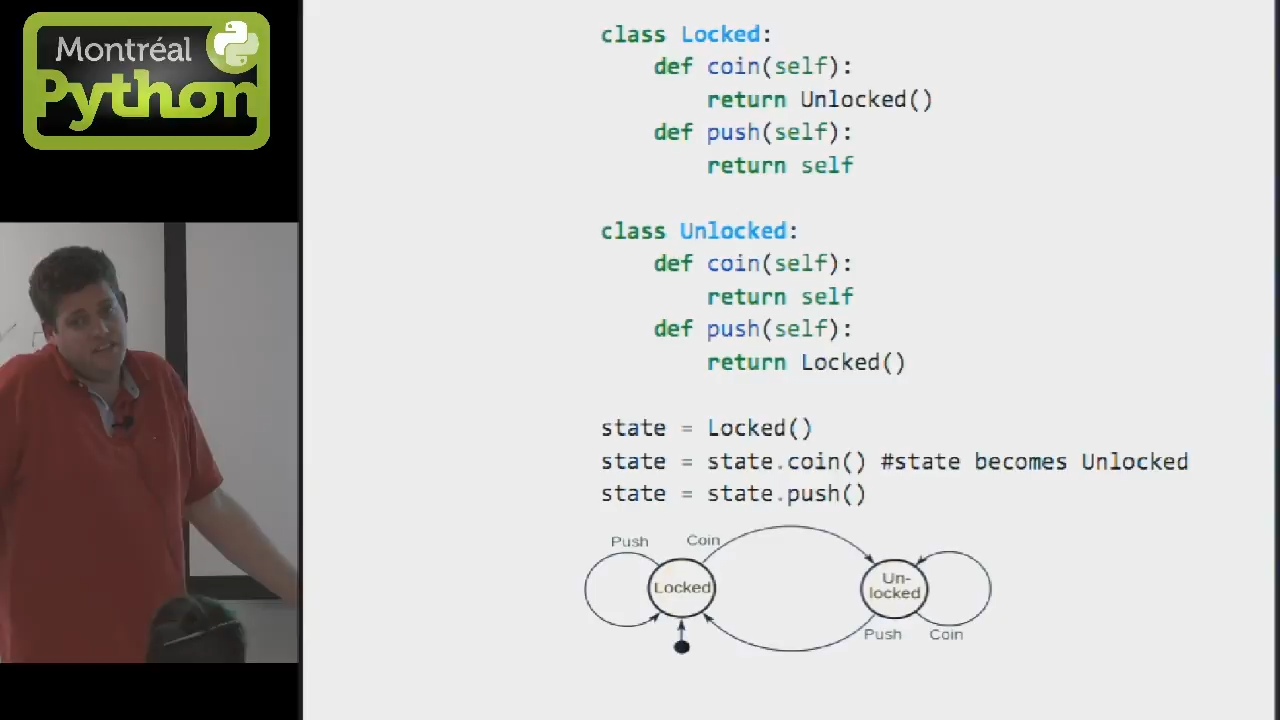 Montréal
Python
class Locked:
def coin(self):
return Unlocked()
def push(self):
return self
class Unlocked:
def coin(self):
return self
def push(self):
return Locked()
state = Locked()
state = state.coin() #state becomes Unlocked
state = state.push()
Push
Coin
Locked
Un-
locked
Push
Coin